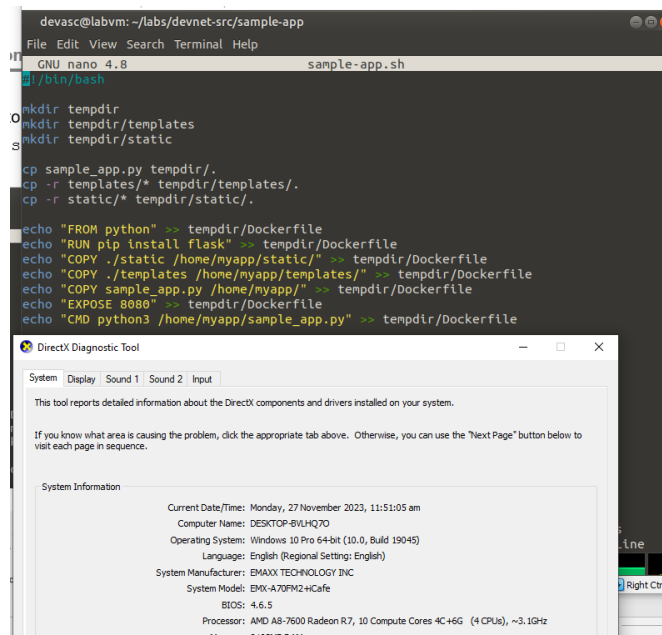 devasc@labvm: ~/labs/devnet-src/sample-app
File Edit View Search Terminal Help
GNU nano 4.8 sample-app.sh
#!/bin/bash
mkdir tempdir
mkdir tempdir/templates
mkdir tempdir/static
cp sample_app.py tempdir/.
cp -r templates/* tempdir/templates/.
cp -r static/* tempdir/static/.
echo "FROM python" >> tempdir/Dockerfile
echo "RUN pip install flask" >> tempdir/Dockerfile
echo "COPY ./static /home/myapp/static/" >> tempdir/Dockerfile
echo "COPY ./templates /home/myapp/templates/" >> tempdir/Dockerfile
echo "COPY sample_app.py /home/myapp/" >> tempdir/Dockerfile
echo "EXPOSE 8080" >> tempdir/Dockerfile
echo "CMD python3 /home/myapp/sample_app.py" >> tempdir/Dockerfile
DirectX Diagnostic Tool
System Display Sound 1 Sound 2 Input
This tool reports detailed information about the DirectX components and drivers installed on your system.
If you know what area is causing the problem, click the appropriate tab above. Otherwise, you can use the "Next Page" button below to
visit each page in sequence.
System Information
Current Date/Time: Monday, 27 November 2023, 11:51:05 am
Computer Name: DESKTOP-BVLHQ7O
Operating System: Windows 10 Pro 64-bit (10.0, Build 19045)
Language: English (Regional Setting: English)
System Manufacturer: EMAXX TECHNOLOGY INC
System Model: EMX-A70FM2+iCafe
BIOS: 4.6.5
Processor: AMD A8-7600 Radeon R7, 10 Compute Cores 4C+6G (4 CPUs), ~3.1GHz
Right Ctr